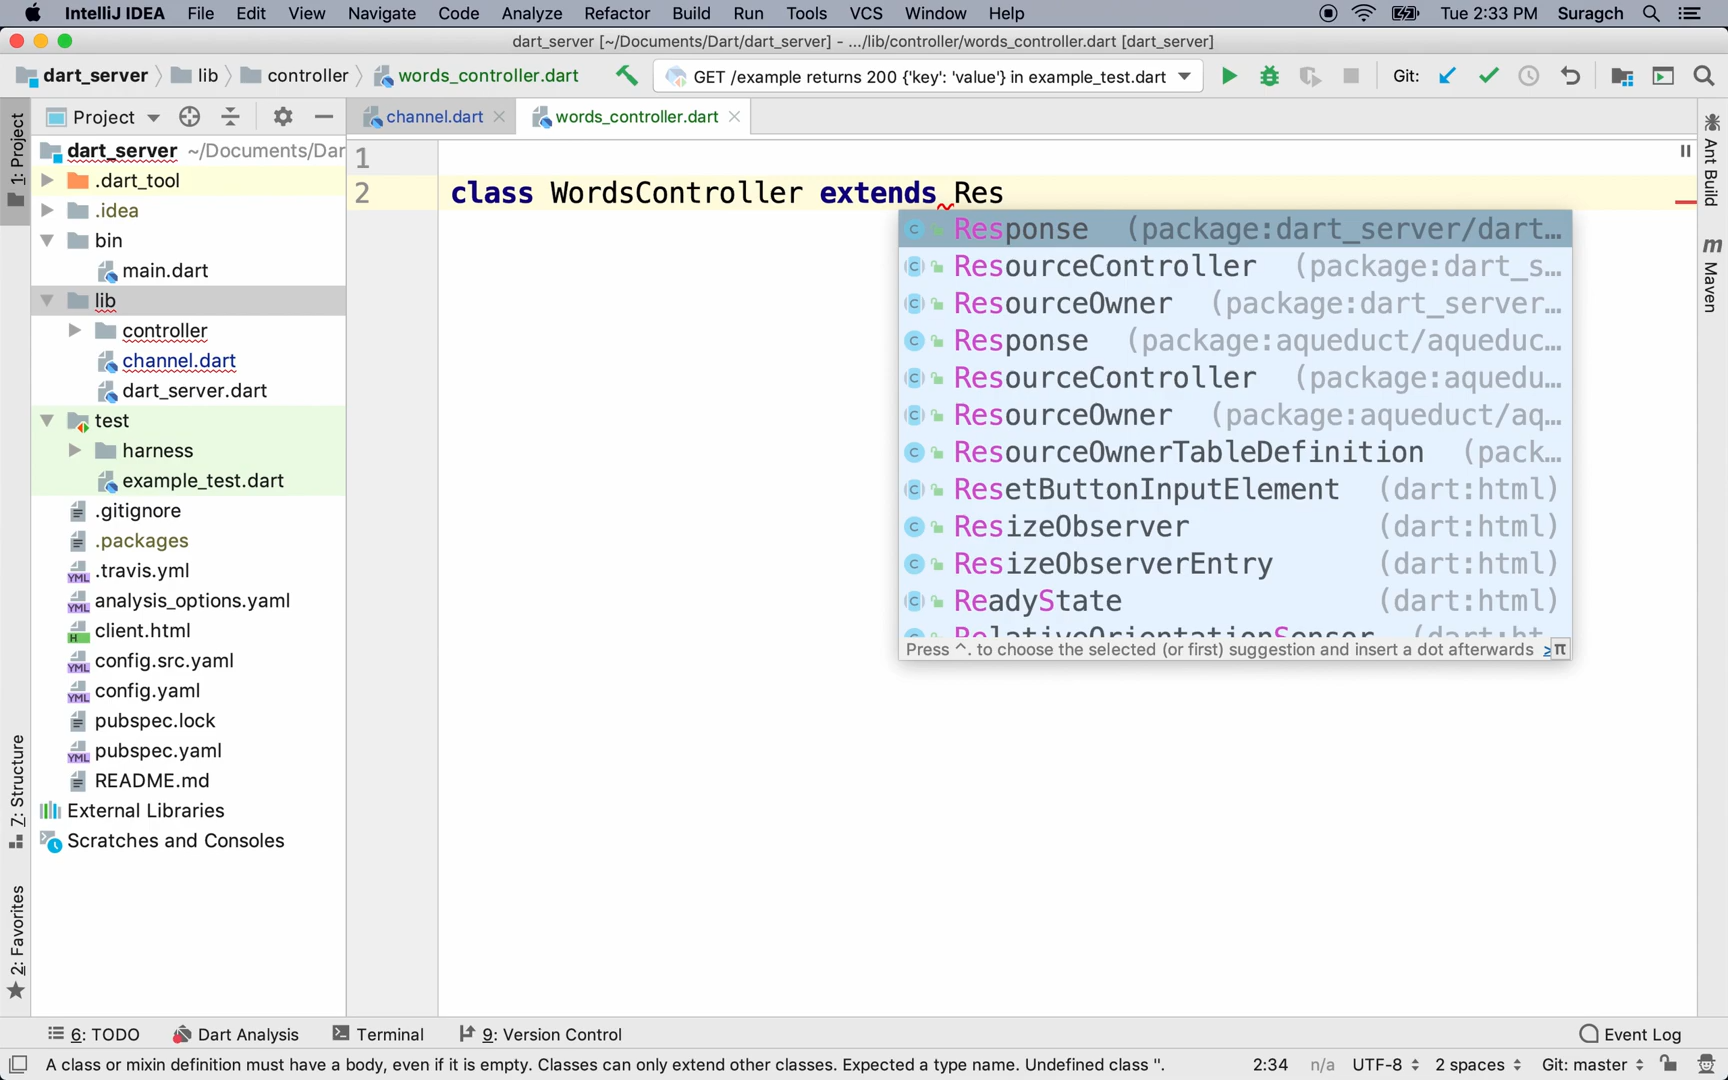 IntelliJ IDEA File Edit View Navigate Code Analyze Refactor Build Run Tools VCS Window Help Tue 2:33 PM Suragch
dart_server [~/Documents/Dart/dart_server] - .../lib/controller/words_controller.dart [dart_server]
dart_server lib controller words_controller.dart GET /example returns 200 {'key': 'value'} in example_test.dart Git:
1: Project
Project
channel.dart
words_controller.dart
dart_server ~/Documents/Dar
.dart_tool
.idea
bin
main.dart
lib
controller
channel.dart
dart_server.dart
test
harness
example_test.dart
.gitignore
.packages
.travis.yml
analysis_options.yaml
client.html
config.src.yaml
config.yaml
pubspec.lock
pubspec.yaml
README.md
External Libraries
Scratches and Consoles
1
2 class WordsController extends Res
Response (package:dart_server/dart...
ResourceController (package:dart_s...
ResourceOwner (package:dart_server...
Response (package:aqueduct/aqueduc...
ResourceController (package:aquedu...
ResourceOwner (package:aqueduct/aq...
ResourceOwnerTableDefinition (pack...
ResetButtonInputElement (dart:html)
ResizeObserver (dart:html)
ResizeObserverEntry (dart:html)
ReadyState (dart:html)
RelativeOrientationSensor (dart:ht
Press ^. to choose the selected (or first) suggestion and insert a dot afterwards >> π
Ant Build
m Maven
Z: Structure
2: Favorites
6: TODO Dart Analysis Terminal 9: Version Control Event Log
A class or mixin definition must have a body, even if it is empty. Classes can only extend other classes. Expected a type name. Undefined class ''. 2:34 n/a UTF-8 2 spaces Git: master